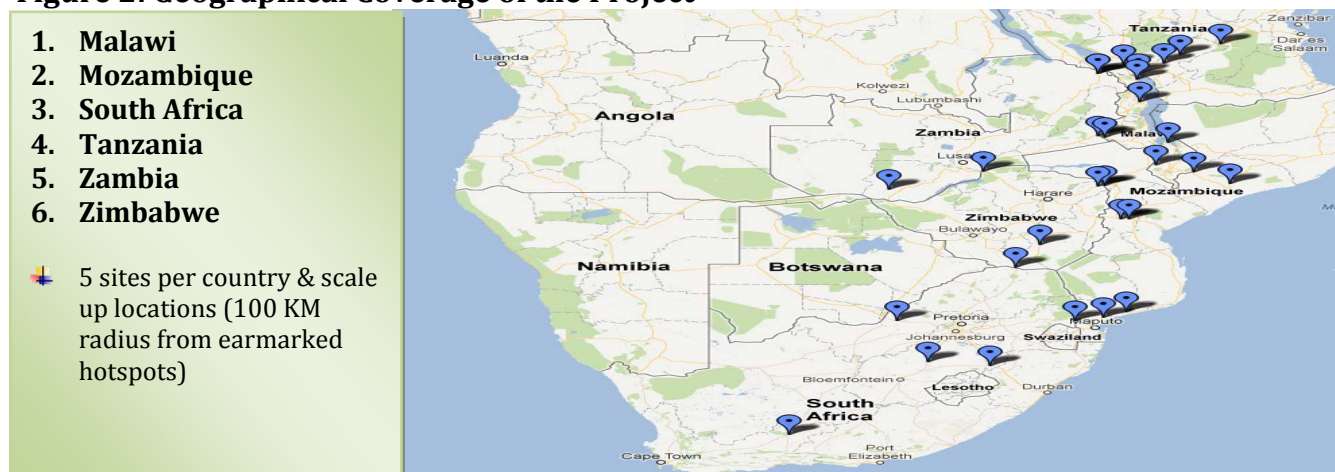 Geographical Coverage of the Project
1. Malawi
2. Mozambique
3. South Africa
4. Tanzania
5. Zambia
6. Zimbabwe
5 sites per country & scale
up locations (100 KM
radius from earmarked
hotspots)
Zanzibar
Tanzania
Dar es
Salaam
Luanda
Kolwezi
Lubumbashi
Angola
Zambia
Malawi
Lusa
Harare
Mozambique
Zimbabwe
Bulawayo
Namibia
Botswana
Pretoria
Maputo
Johannesburg
Swaziland
Bloemfontein
Lesotho
Durban
South
Africa
Port
Elizabeth
Cape Town